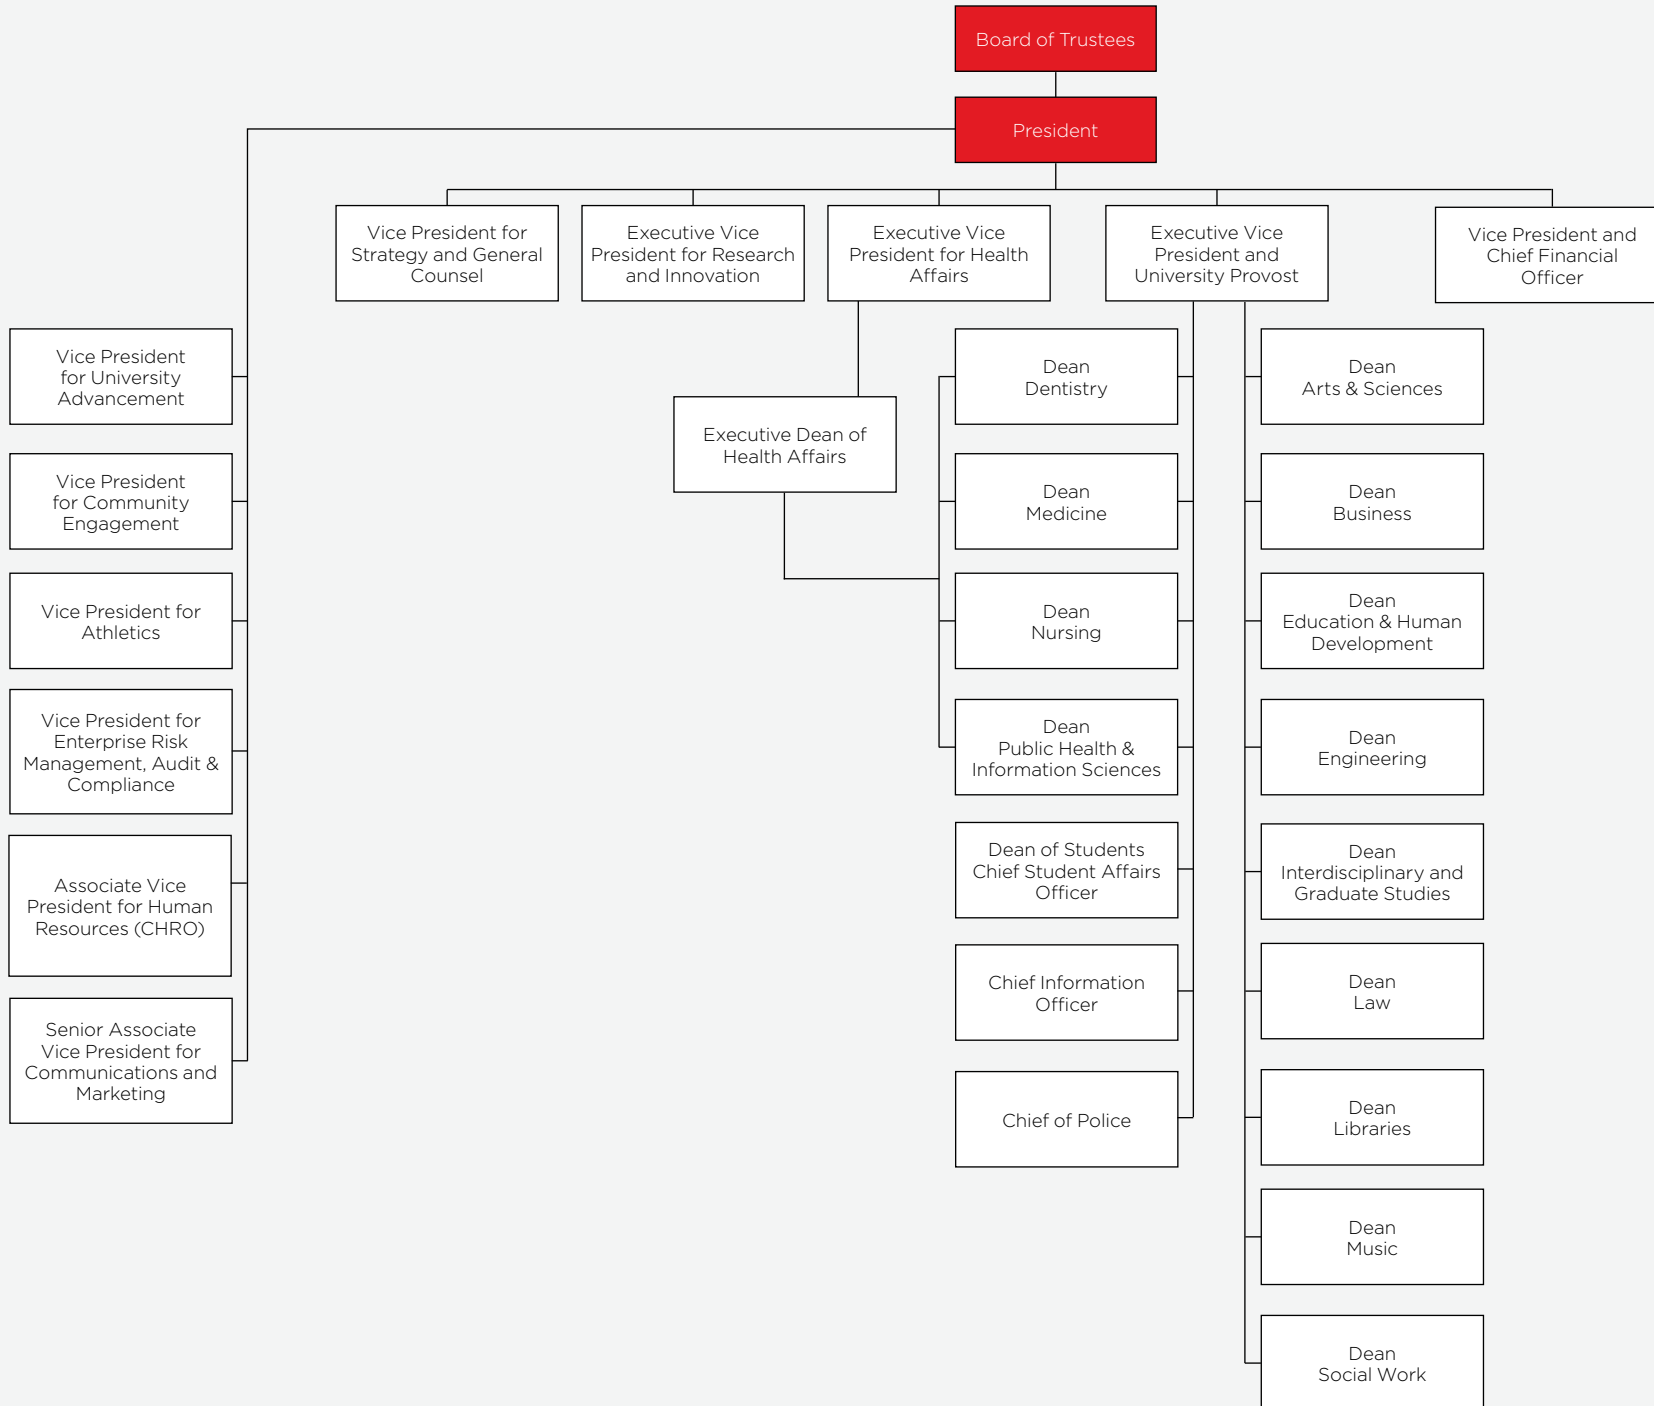 Board of Trustees
President
Vice President for
Strategy and General
Counsel
Executive Vice
President for Research
and Innovation
Executive Vice
President for Health
Affairs
Executive Vice
President and
University Provost
Vice President and
Chief Financial
Officer
Vice President
for University
Advancement
Vice President
for Community
Engagement
Vice President for
Athletics
Vice President for
Enterprise Risk
Management, Audit &
Compliance
Associate Vice
President for Human
Resources (CHRO)
Senior Associate
Vice President for
Communications and
Marketing
Executive Dean of
Health Affairs
Dean
Dentistry
Dean
Medicine
Dean
Nursing
Dean
Public Health &
Information Sciences
Dean of Students
Chief Student Affairs
Officer
Chief Information
Officer
Chief of Police
Dean
Arts & Sciences
Dean
Business
Dean
Education & Human
Development
Dean
Engineering
Dean
Interdisciplinary and
Graduate Studies
Dean
Law
Dean
Libraries
Dean
Music
Dean
Social Work